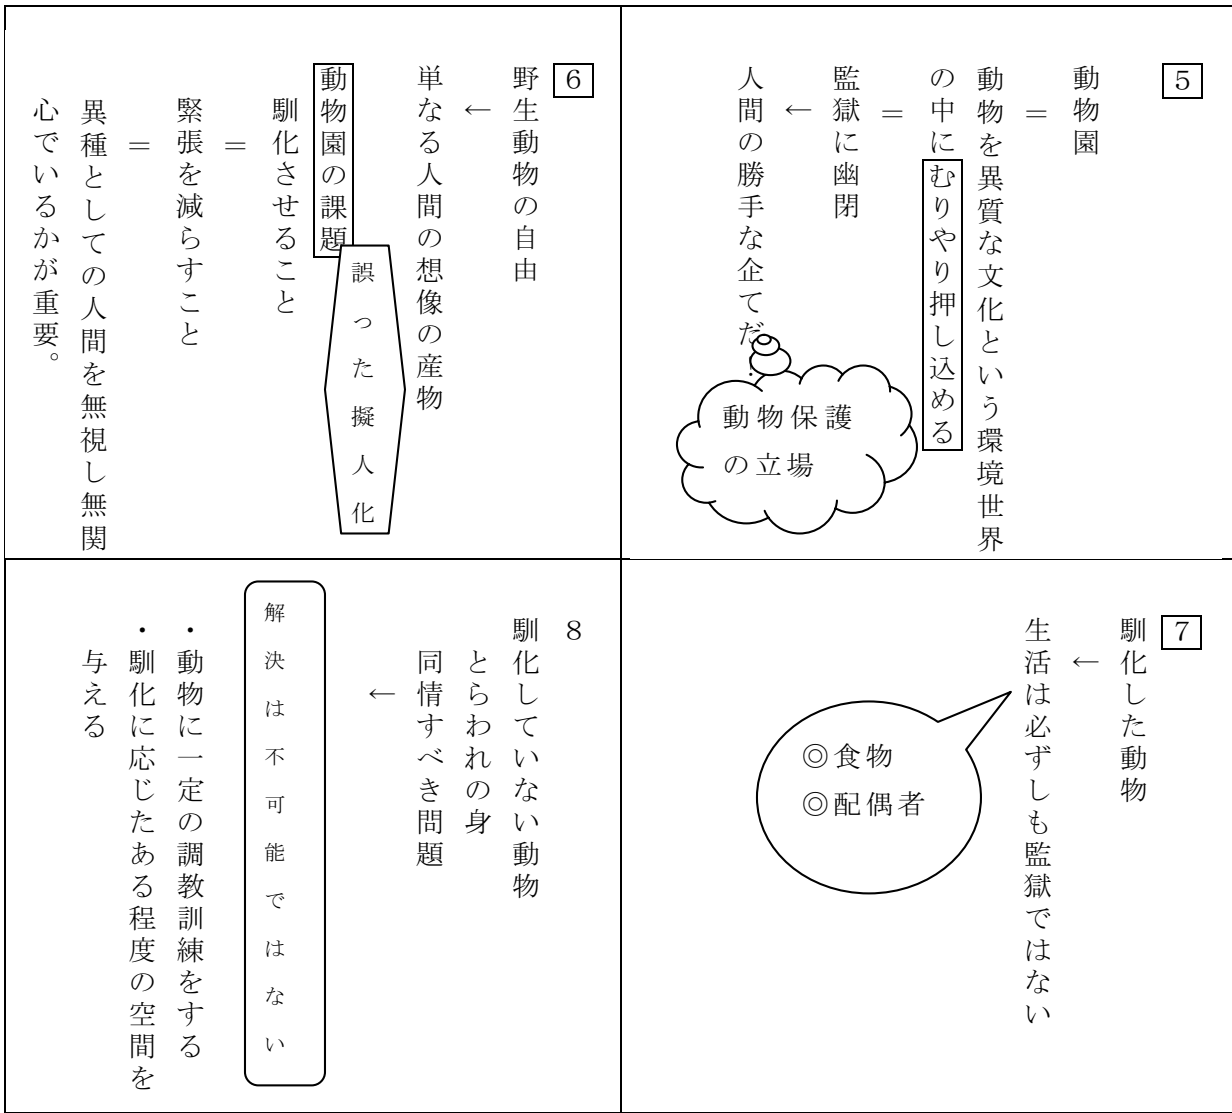 5
動物園
＝
動物を異質な文化という環境世界
の中にむりやり押し込める
＝
監獄に幽閉
←
人間の勝手な企てだ！
動物保護
の立場
6
野生動物の自由
←
単なる人間の想像の産物
誤った擬人化
動物園の課題
馴化させること
＝
緊張を減らすこと
＝
異種としての人間を無視し無関
心でいるかが重要。
7
馴化した動物
←
生活は必ずしも監獄ではない
◎食物
◎配偶者
8
馴化していない動物
とらわれの身
同情すべき問題
←
解決は不可能ではない
・動物に一定の調教訓練をする
・馴化に応じたある程度の空間を
与える